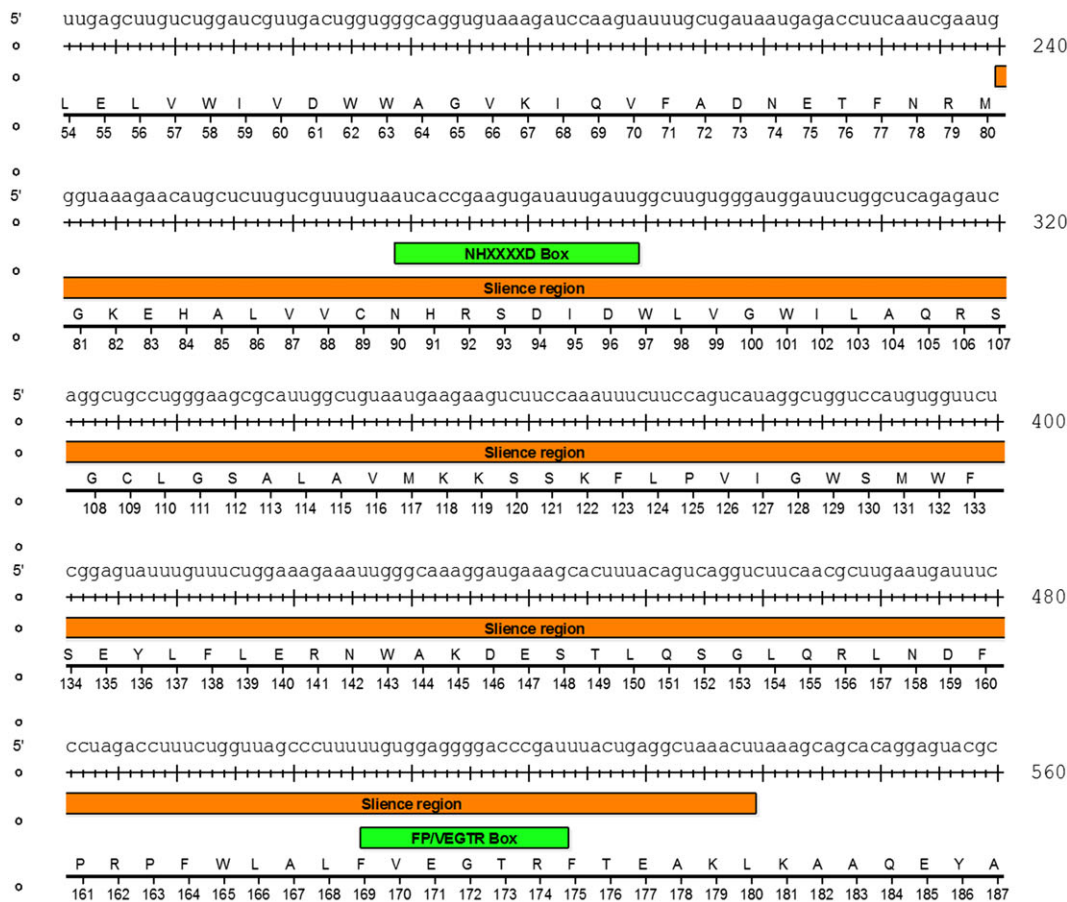 5' uugagcuugucuggaucguugacuggugggcagguguaaagauccaaguauuugcugauaaugagaccuucaaucgaaug
240
L E L V W I V D W W A G V K I Q V F A D N E T F N R M
54 55 56 57 58 59 60 61 62 63 64 65 66 67 68 69 70 71 72 73 74 75 76 77 78 79 80
5' gguaaagaacaugcucuugucguuuguaaucaccgaagugauauugauuggcuugugggauggauucuggcucagagauc
320
NHXXXXD Box
Slience region
G K E H A L V V C N H R S D I D W L V G W I L A Q R S
81 82 83 84 85 86 87 88 89 90 91 92 93 94 95 96 97 98 99 100 101 102 103 104 105 106 107
5' aggcugccugggaagcgcauuggcuguaaugaagaagucuuccaaauuucuuccagucauaggcugguccaugugguucu
400
Slience region
G C L G S A L A V M K K S S K F L P V I G W S M W F
108 109 110 111 112 113 114 115 116 117 118 119 120 121 122 123 124 125 126 127 128 129 130 131 132 133
5' cggaguauuuguuucuggaaagaaauugggcaaaggaugaaagcacuuuacagucaggucuucaacgcuugaaugauuuc
480
Slience region
S E Y L F L E R N W A K D E S T L Q S G L Q R L N D F
134 135 136 137 138 139 140 141 142 143 144 145 146 147 148 149 150 151 152 153 154 155 156 157 158 159 160
5' ccuagaccuuucugguuagcccuuuuuguggaggggacccgauuuacugaggcuaaacuuaaagcagcacaggaguacgc
560
Slience region
FP/VEGTR Box
P R P F W L A L F V E G T R F T E A K L K A A Q E Y A
161 162 163 164 165 166 167 168 169 170 171 172 173 174 175 176 177 178 179 180 181 182 183 184 185 186 187